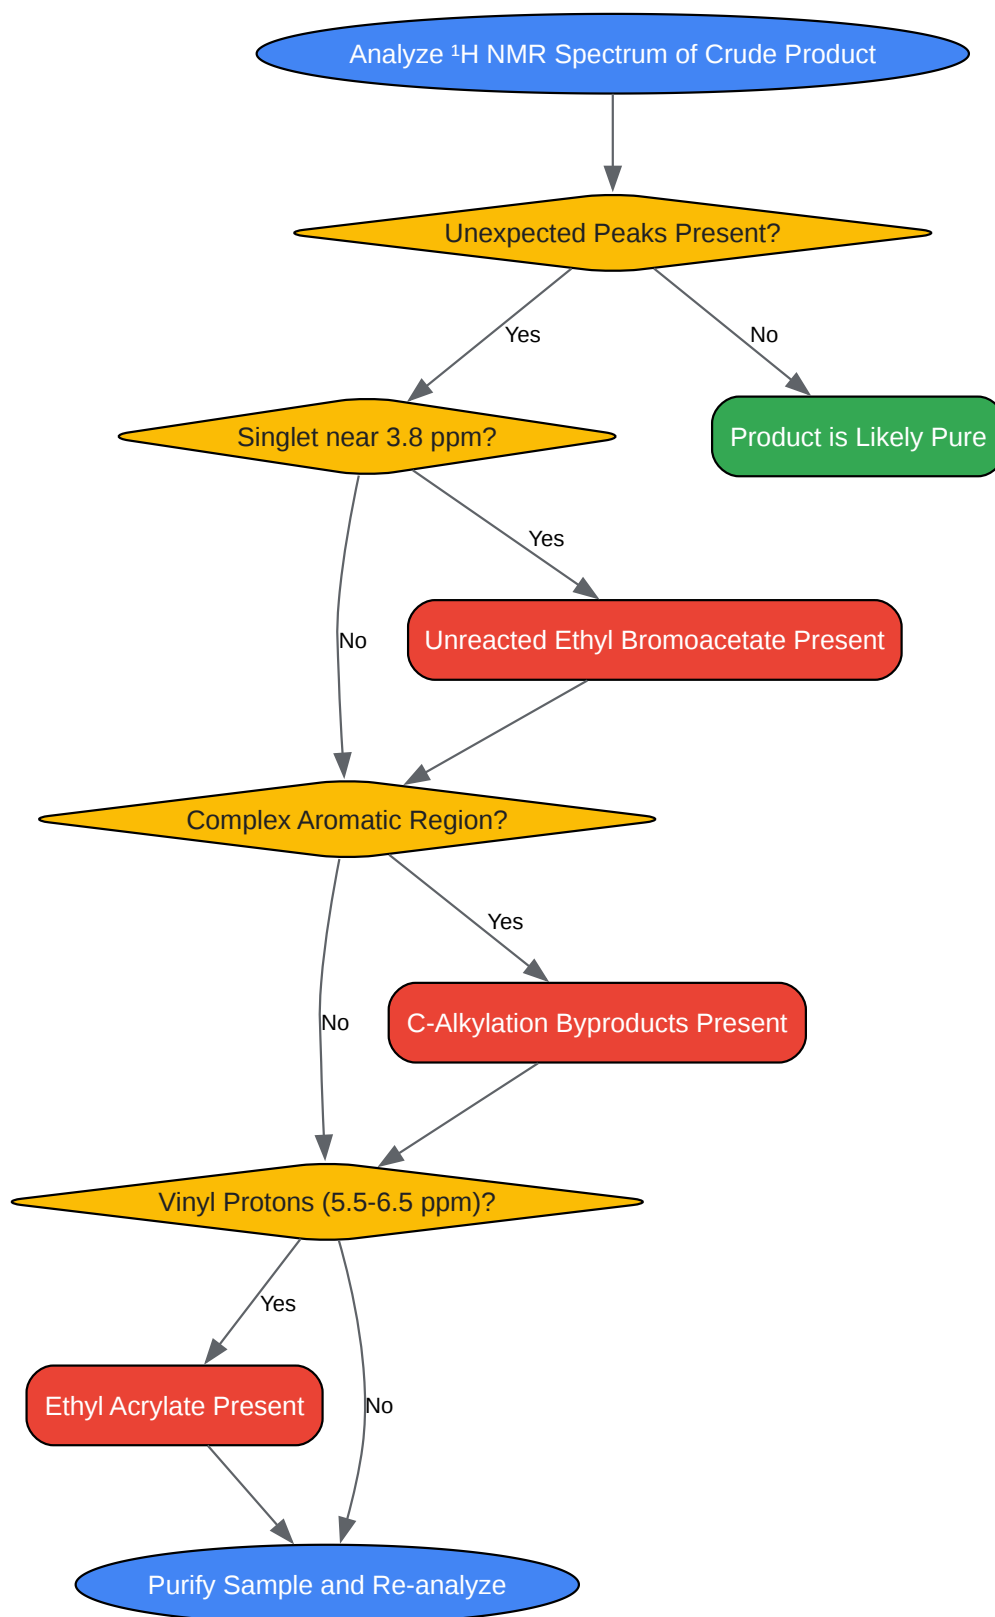 Analyze ¹H NMR Spectrum of Crude Product
Unexpected Peaks Present?
Yes
No
Singlet near 3.8 ppm?
Product is Likely Pure
Yes
Unreacted Ethyl Bromoacetate Present
No
Complex Aromatic Region?
Yes
No
C-Alkylation Byproducts Present
Vinyl Protons (5.5-6.5 ppm)?
Yes
Ethyl Acrylate Present
No
Purify Sample and Re-analyze